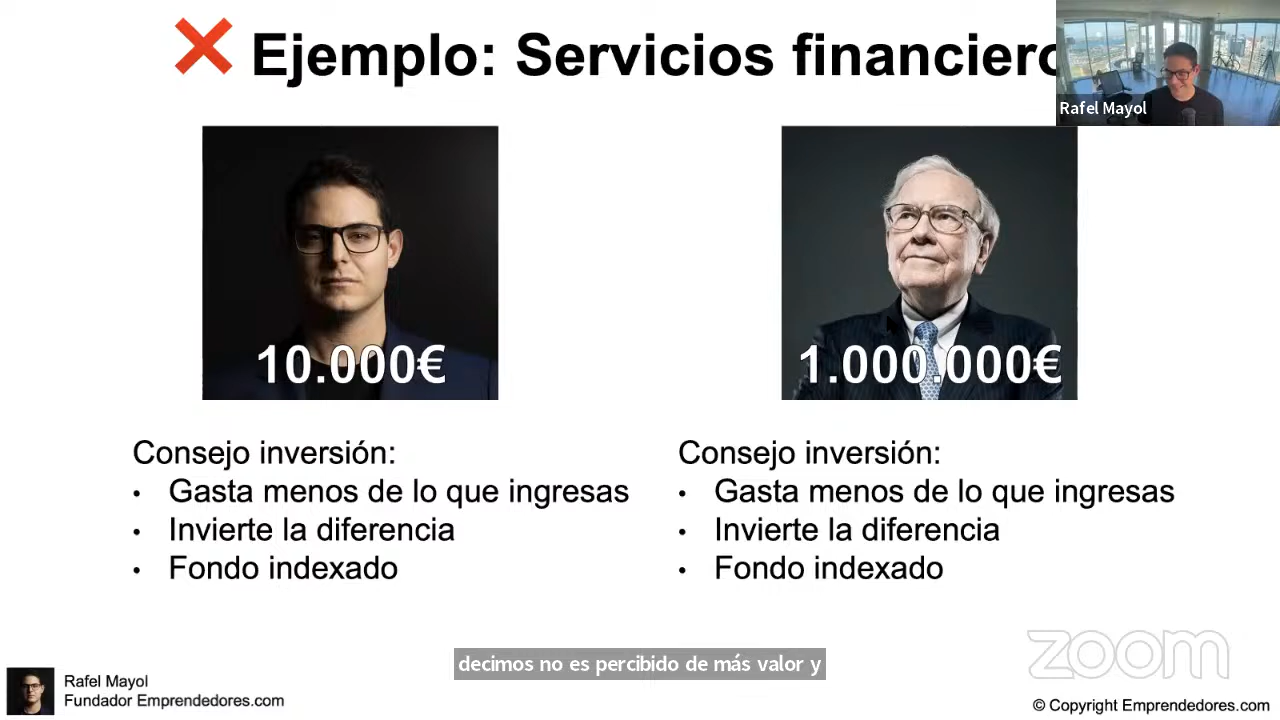 ❌ Ejemplo: Servicios financiero
Rafel Mayol
10.000€
1.000.000€
Consejo inversión:
• Gasta menos de lo que ingresas
• Invierte la diferencia
• Fondo indexado
Consejo inversión:
• Gasta menos de lo que ingresas
• Invierte la diferencia
• Fondo indexado
decimos no es percibido de más valor y
zoom
Rafel Mayol
Fundador Emprendedores.com
© Copyright Emprendedores.com